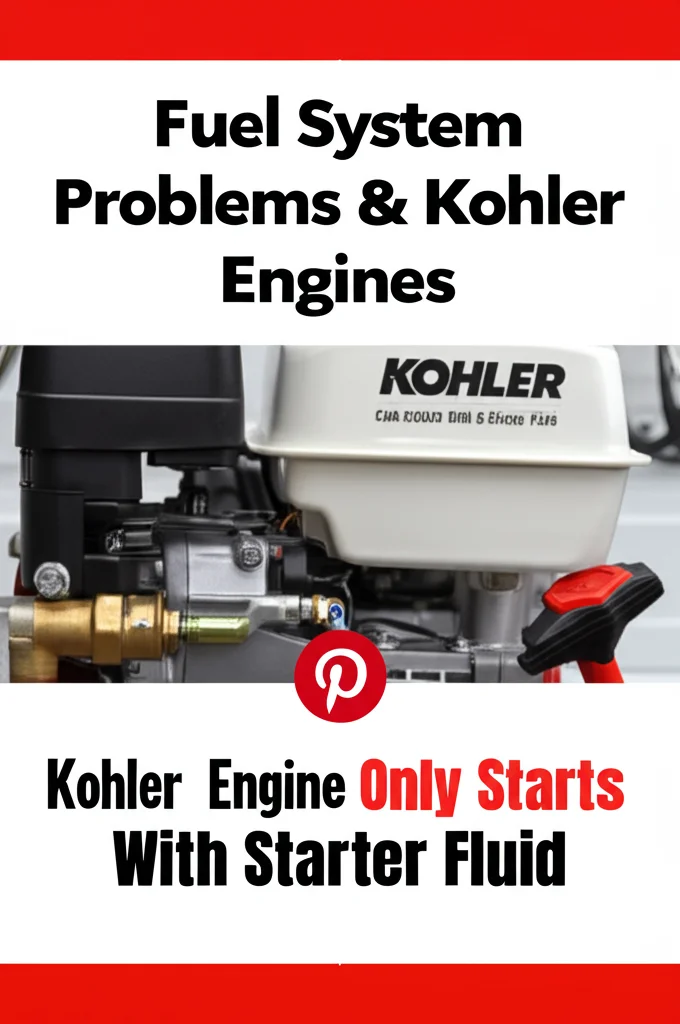 Fuel System
Problems & Kohler
Engines
KOHLER
Kohler Engine Only Starts
With Starter Fluid